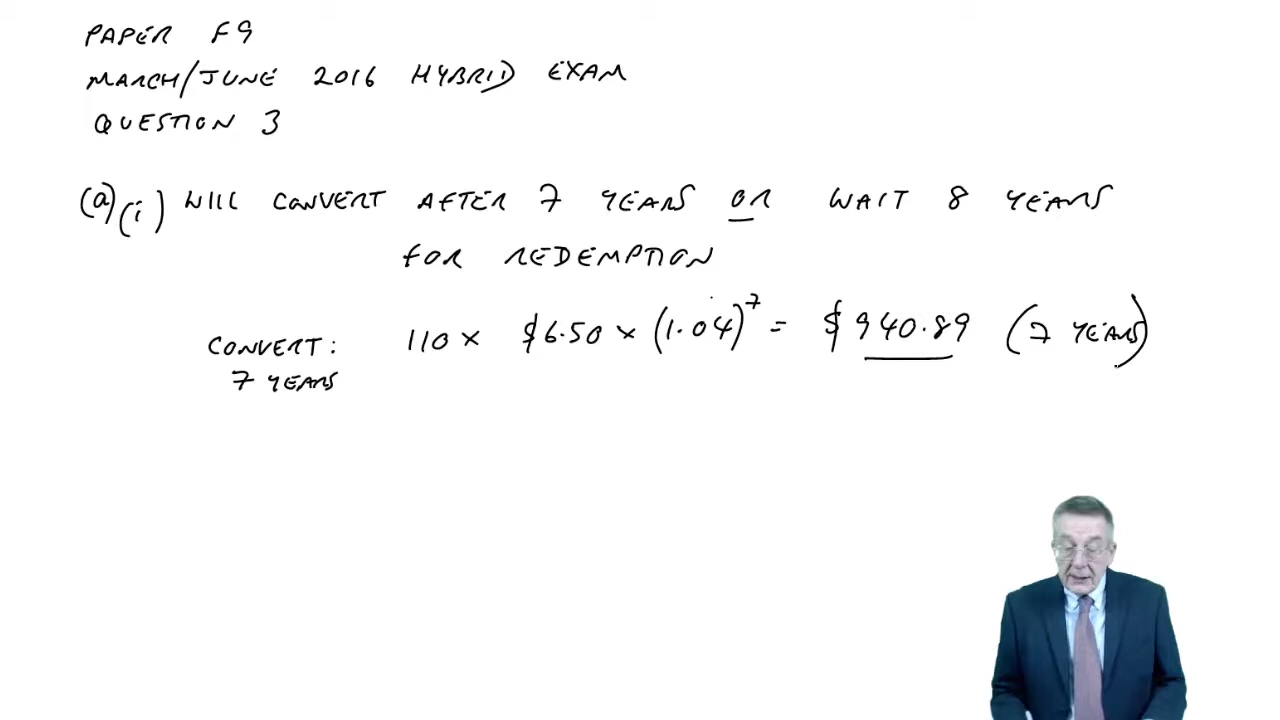 PAPER F9
MARCH/JUNE 2016 HYBRID EXAM
QUESTION 3
(a)(i) WILL CONVERT AFTER 7 YEARS OR WAIT 8 YEARS
FOR REDEMPTION
CONVERT: 110 × $6.50 × (1.04)^7 = $940.89 (7 YEARS)
7 YEARS